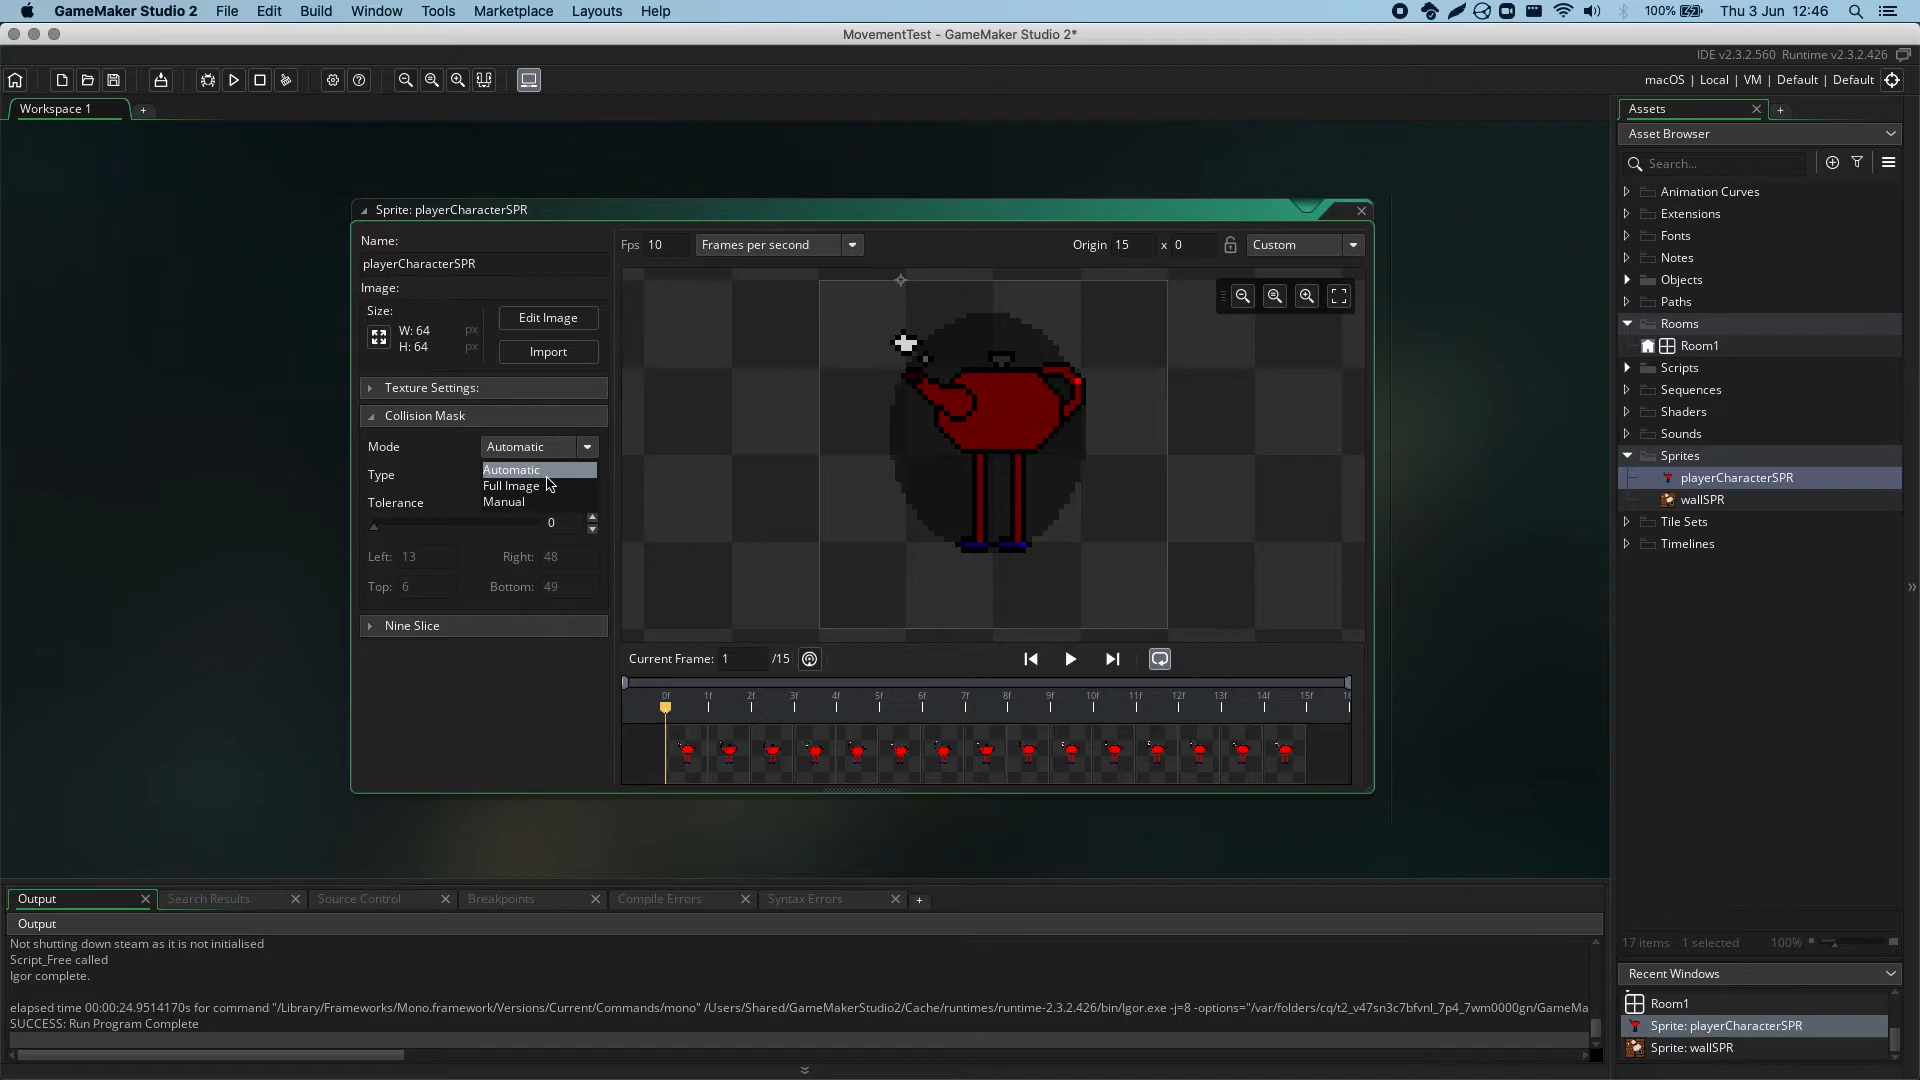 GameMaker Studio 2 File Edit Build Window Tools Marketplace Layouts Help 100% Thu 3 Jun 12:46
MovementTest - GameMaker Studio 2*
IDE v2.3.2.560 Runtime v2.3.2.426
macOS | Local | VM | Default | Default
Workspace 1
+
Assets
+
Asset Browser
Search...
Animation Curves
Extensions
Fonts
Notes
Objects
Paths
Rooms
Room1
Scripts
Sequences
Shaders
Sounds
Sprites
playerCharacterSPR
wallSPR
Tile Sets
Timelines
Sprite: playerCharacterSPR
Name:
playerCharacterSPR
Image:
Size:
W: 64 px
H: 64 px
Edit Image
Import
Texture Settings:
Collision Mask
Mode Automatic
Automatic
Type
Full Image
Manual
Tolerance
0
Left: 13 Right: 48
Top: 6 Bottom: 49
Nine Slice
Fps 10 Frames per second Origin 15 x 0 Custom
Current Frame: 1 /15
0f 1f 2f 3f 4f 5f 6f 7f 8f 9f 10f 11f 12f 13f 14f 15f 16
Output Search Results Source Control Breakpoints Compile Errors Syntax Errors +
Output
Not shutting down steam as it is not initialised
Script_Free called
Igor complete.
elapsed time 00:00:24.9514170s for command "/Library/Frameworks/Mono.framework/Versions/Current/Commands/mono" /Users/Shared/GameMakerStudio2/Cache/runtimes/runtime-2.3.2.426/bin/Igor.exe -j=8 -options="/var/folders/cq/t2_v47sn3c7bfvnl_7p4_7wm0000gn/GameMa
SUCCESS: Run Program Complete
17 items 1 selected 100%
Recent Windows
Room1
Sprite: playerCharacterSPR
Sprite: wallSPR